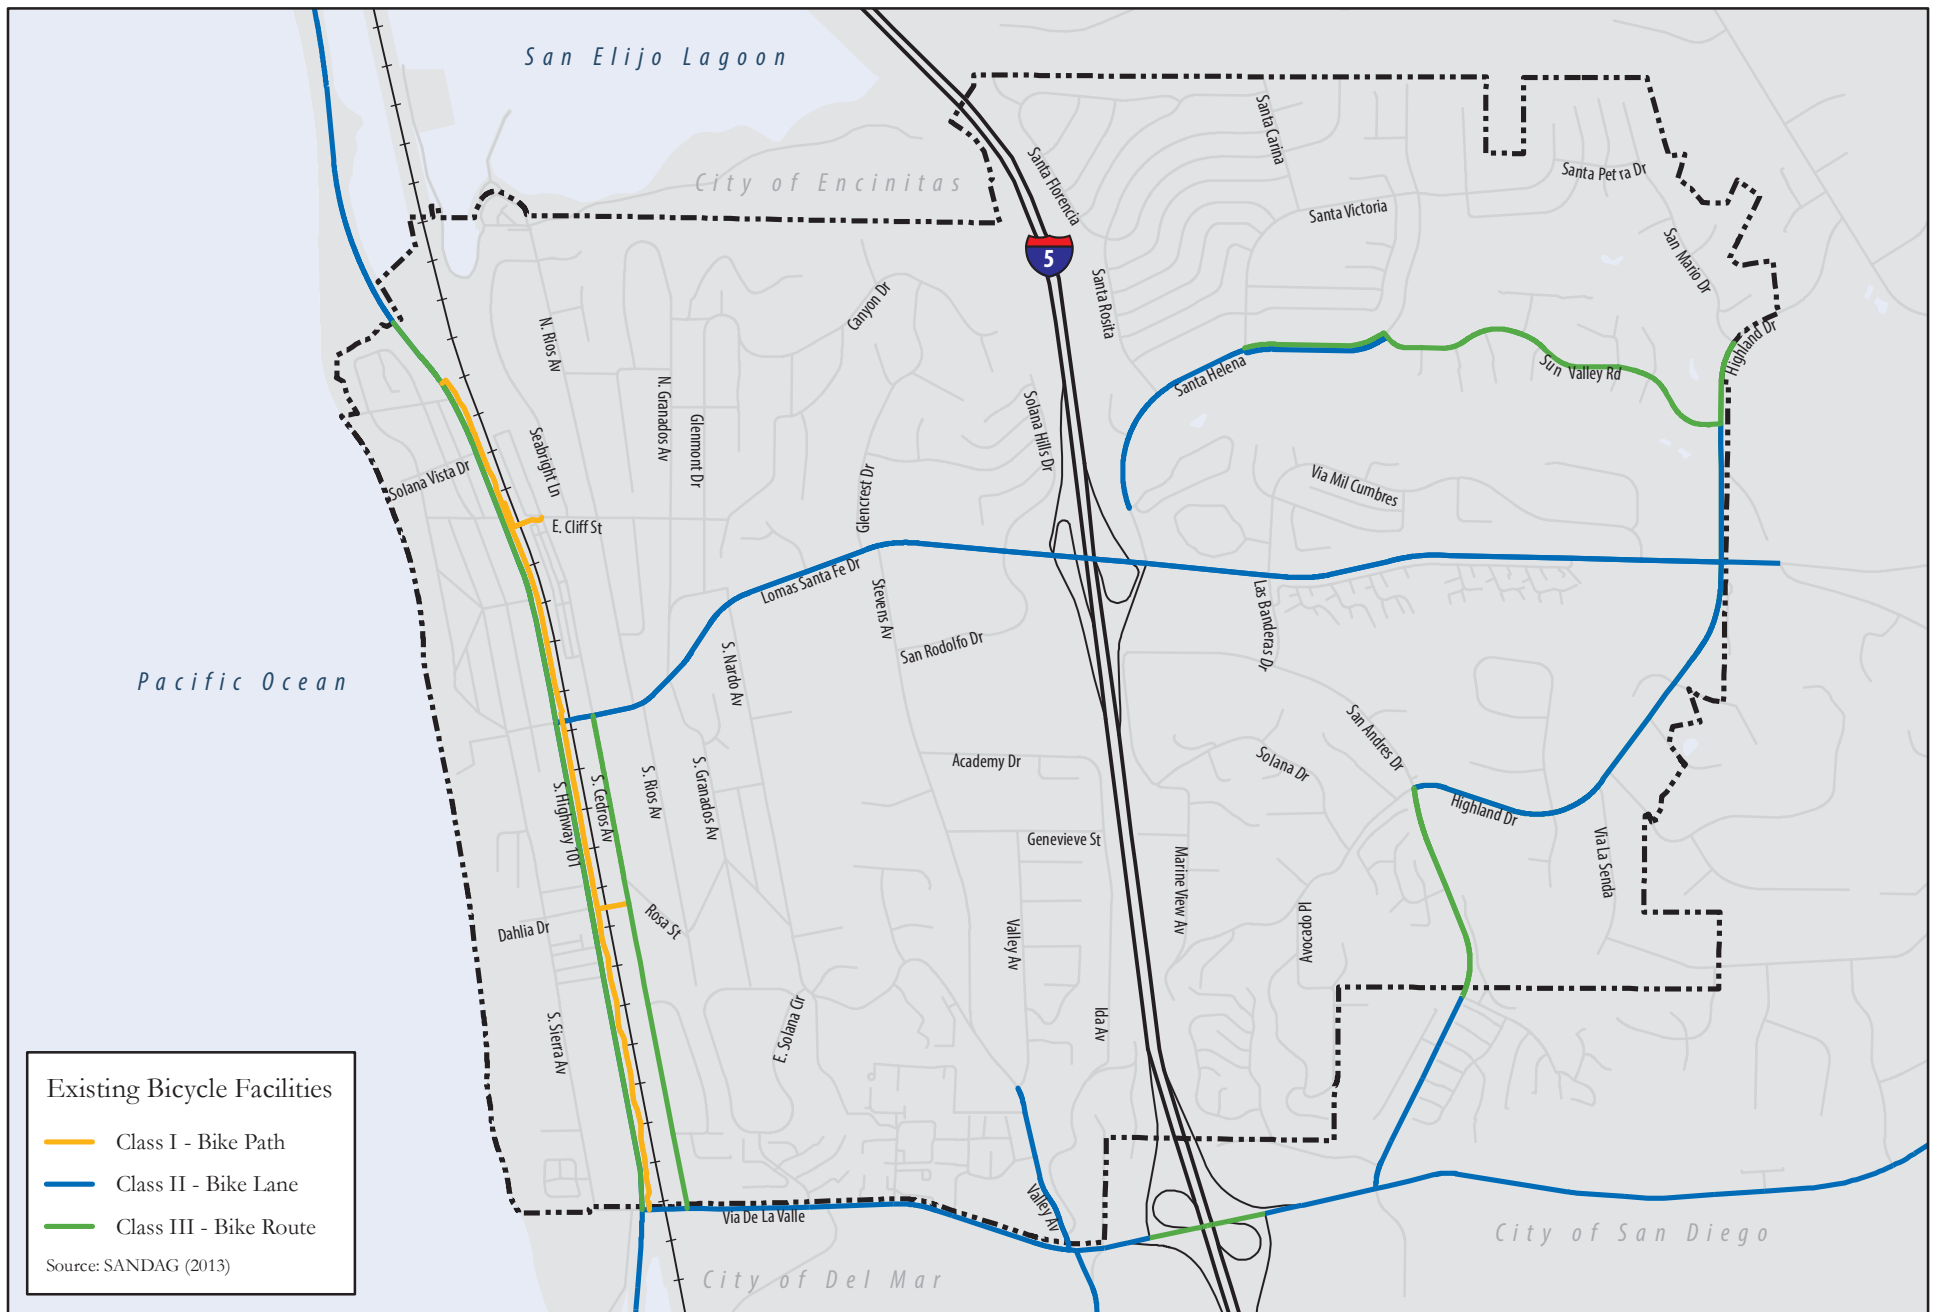 San Elijo Lagoon
City of Encinitas
Santa Florencia
Santa Carina
Santa Petra Dr
Santa Victoria
San Mario Dr
5
Santa Rosita
Canyon Dr
N. Rios Av
Highland Dr
Sun Valley Rd
Santa Helena
N. Granados Av
Glenmont Dr
Solana Hills Dr
Seabright Ln
Solana Vista Dr
Glencrest Dr
Via Mil Cumbres
E. Cliff St
Lomas Santa Fe Dr
Stevens Av
Las Banderas Dr
San Rodolfo Dr
S. Nardo Av
Pacific Ocean
San Andres Dr
Academy Dr
Solana Dr
S. Highway 101
S. Cedros Av
S. Rios Av
S. Granados Av
Highland Dr
Genevieve St
Marine View Av
Via La Senda
Rosa St
Dahlia Dr
Valley Av
Avocedo Pl
S. Sierra Av
E. Solana Cir
Ida Av
Valley Av
Via De La Valle
City of San Diego
City of Del Mar
Existing Bicycle Facilities
Class I - Bike Path
Class II - Bike Lane
Class III - Bike Route
Source: SANDAG (2013)